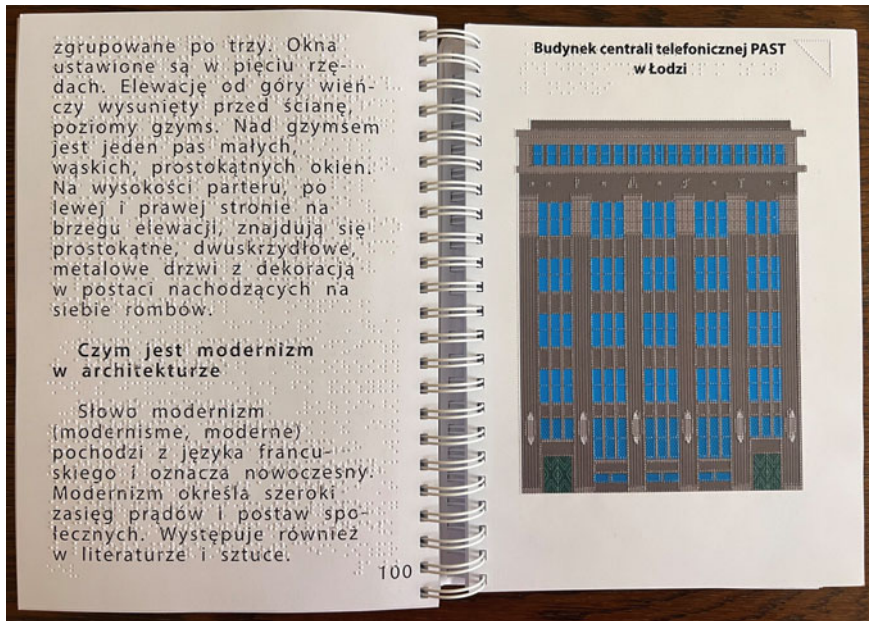 zgrupowane po trzy. Okna
ustawione są w pięciu rzę-
dach. Elewację od góry wień-
czy wysunięty przed ścianę,
poziomy gzyms. Nad gzymsem
jest jeden pas małych,
wąskich, prostokątnych okien.
Na wysokości parteru, po
lewej i prawej stronie na
brzegu elewacji, znajdują się
prostokątne, dwuskrzydłowe,
metalowe drzwi z dekoracją
w postaci nachodzących na
siebie rombów.
Czym jest modernizm
w architekturze
Słowo modernizm
(modernisme, moderne)
pochodzi z języka francu-
skiego i oznacza nowoczesny.
Modernizm określa szeroki
zasięg prądów i postaw spo-
łecznych. Występuje również
w literaturze i sztuce.
100
Budynek centrali telefonicznej PAST
w Łodzi
P A S T